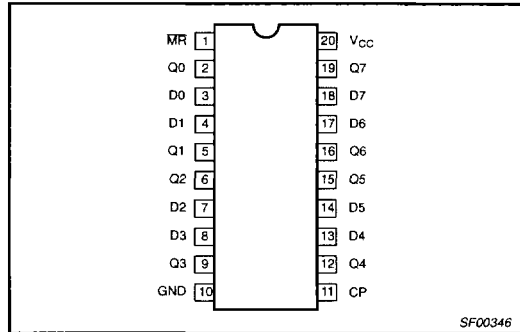 M̅R̅ 1 20 VCC
Q0 2 19 Q7
D0 3 18 D7
D1 4 17 D6
Q1 5 16 Q6
Q2 6 15 Q5
D2 7 14 D5
D3 8 13 D4
Q3 9 12 Q4
GND 10 11 CP
SF00346